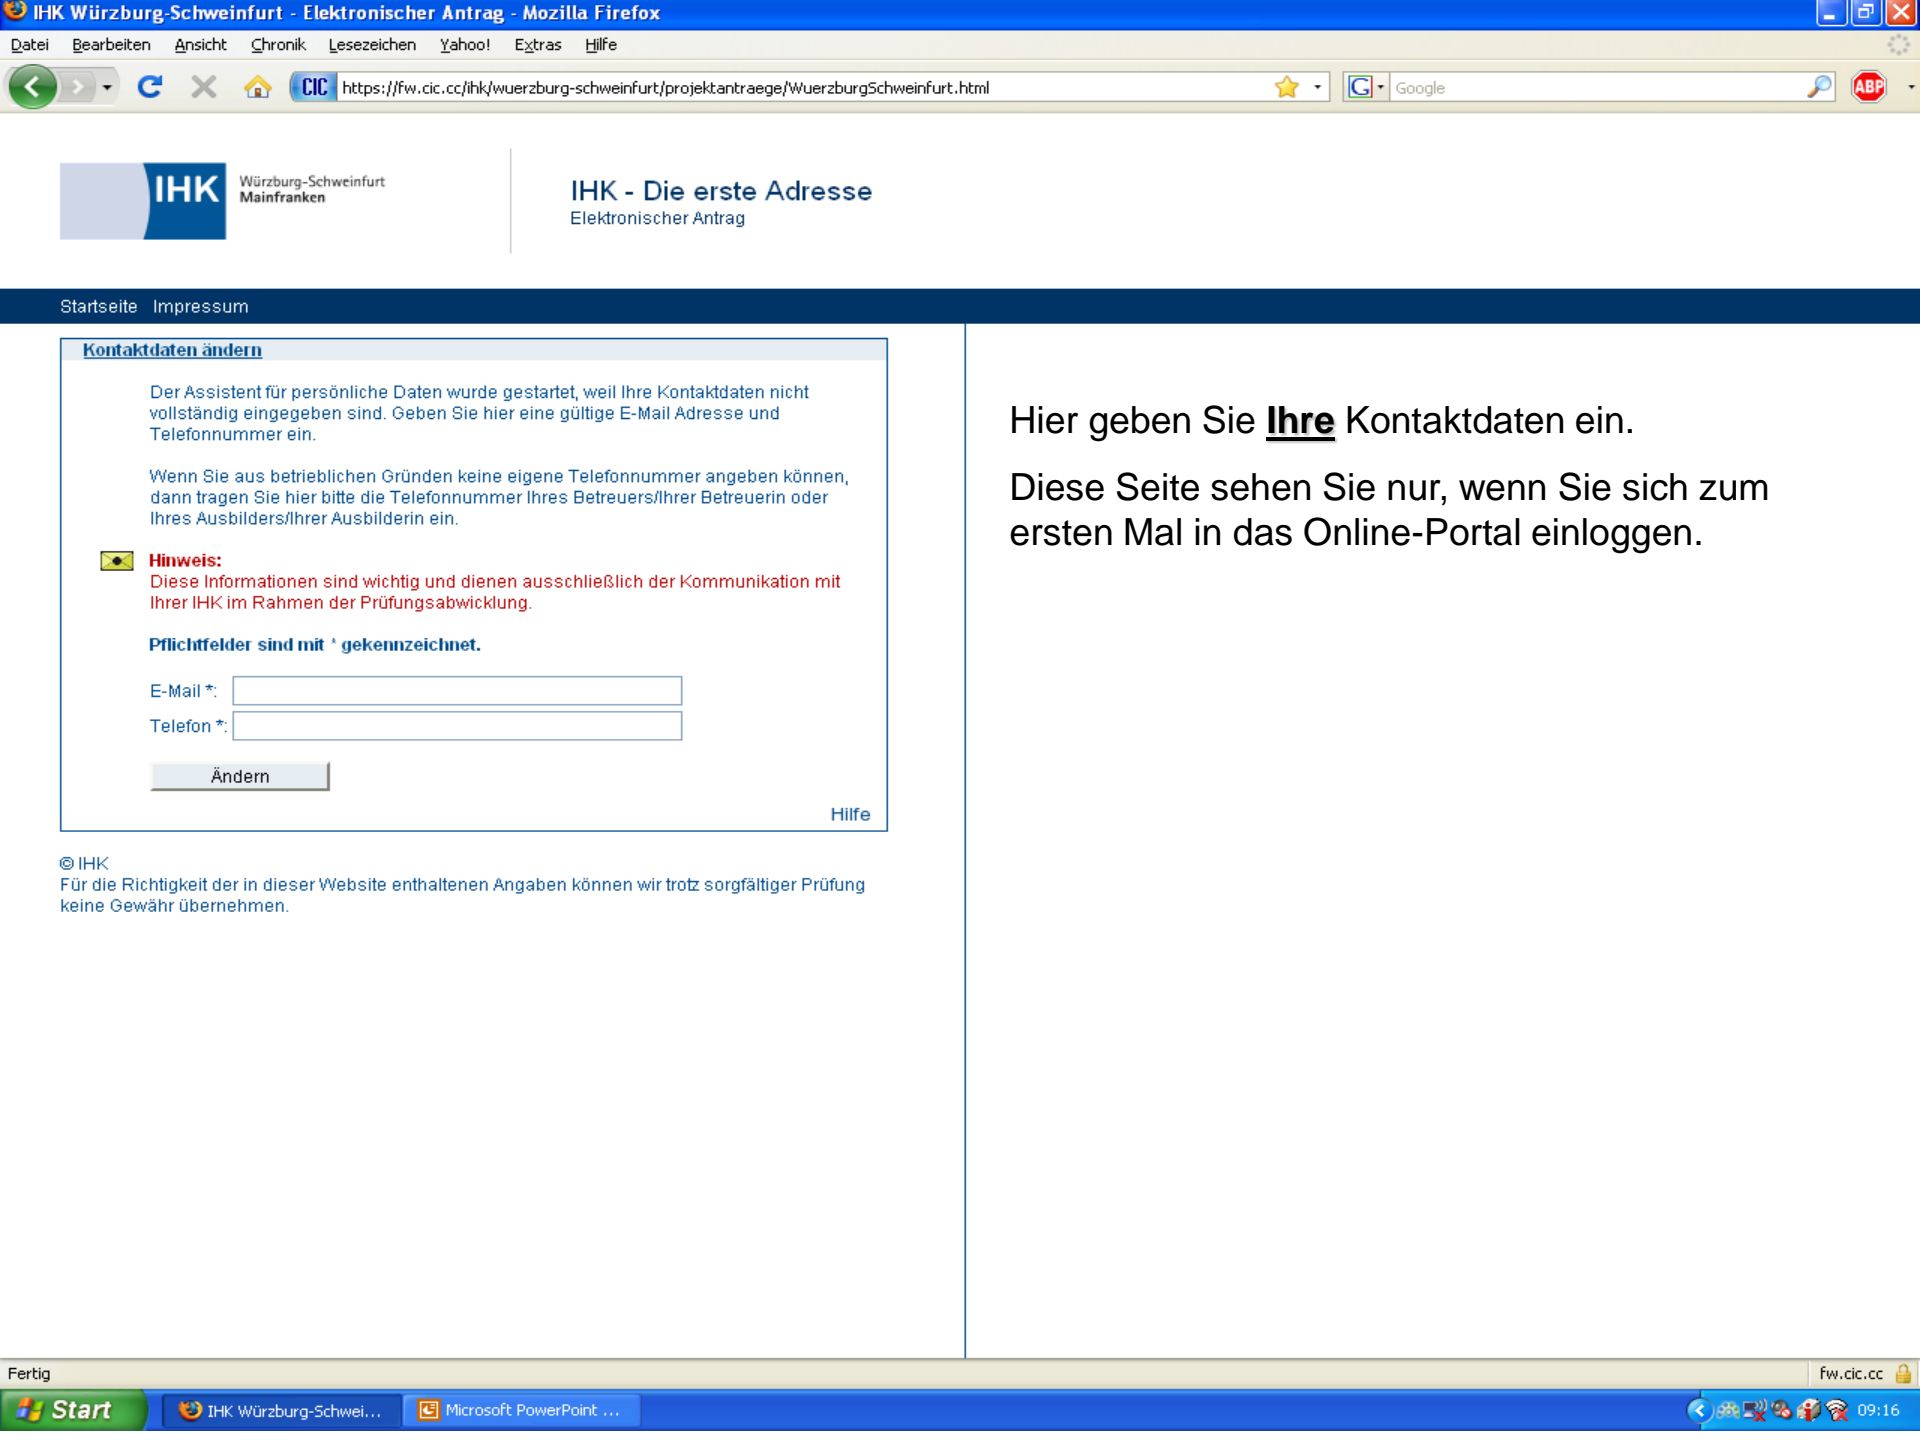 IHK Würzburg-Schweinfurt - Elektronischer Antrag - Mozilla Firefox
Datei Bearbeiten Ansicht Chronik Lesezeichen Yahoo! Extras Hilfe
CIC https://fw.cic.cc/ihk/wuerzburg-schweinfurt/projektantraege/WuerzburgSchweinfurt.html G Google ABP
IHK Würzburg-Schweinfurt
Mainfranken
IHK - Die erste Adresse
Elektronischer Antrag
Startseite Impressum
Kontaktdaten ändern
Der Assistent für persönliche Daten wurde gestartet, weil Ihre Kontaktdaten nicht
vollständig eingegeben sind. Geben Sie hier eine gültige E-Mail Adresse und
Telefonnummer ein.
Wenn Sie aus betrieblichen Gründen keine eigene Telefonnummer angeben können,
dann tragen Sie hier bitte die Telefonnummer Ihres Betreuers/Ihrer Betreuerin oder
Ihres Ausbilders/Ihrer Ausbilderin ein.
Hinweis:
Diese Informationen sind wichtig und dienen ausschließlich der Kommunikation mit
Ihrer IHK im Rahmen der Prüfungsabwicklung.
Pflichtfelder sind mit * gekennzeichnet.
E-Mail *:
Telefon *:
Ändern
Hilfe
© IHK
Für die Richtigkeit der in dieser Website enthaltenen Angaben können wir trotz sorgfältiger Prüfung
keine Gewähr übernehmen.
Hier geben Sie Ihre Kontaktdaten ein.
Diese Seite sehen Sie nur, wenn Sie sich zum
ersten Mal in das Online-Portal einloggen.
Fertig fw.cic.cc
Start IHK Würzburg-Schwei... Microsoft PowerPoint ... 09:16